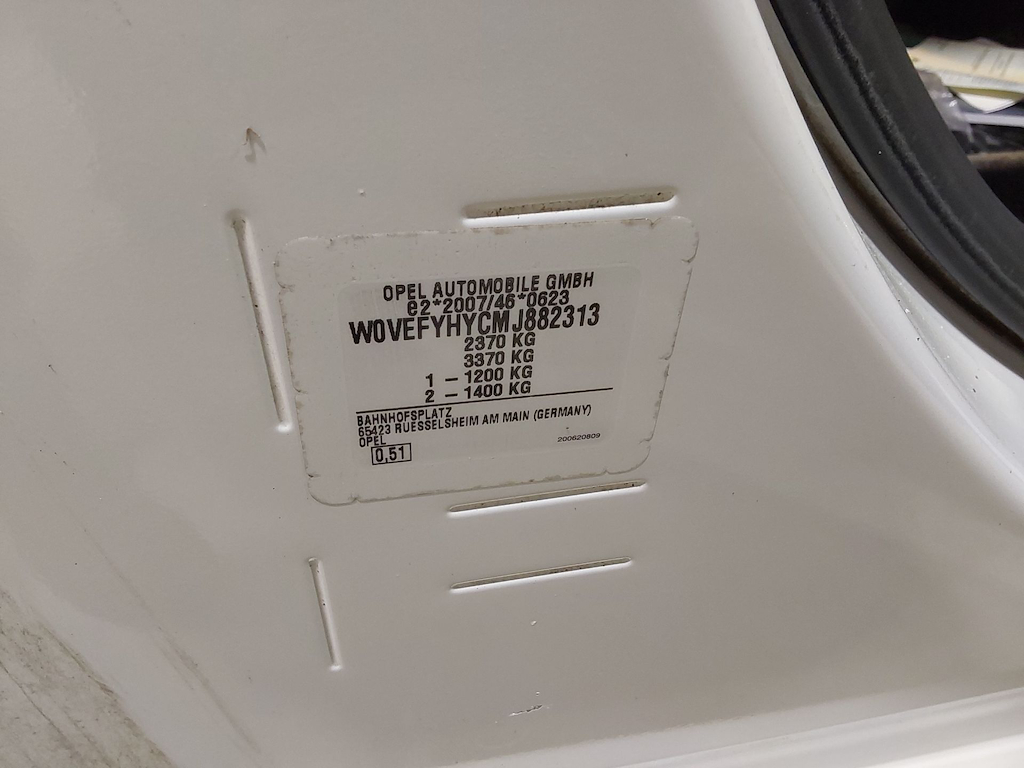 OPEL AUTOMOBILE GMBH
e2*2007/46*0623
W0VEFYHYCMJ882313
2370 KG
3370 KG
1 - 1200 KG
2 - 1400 KG
BAHNHOFSPLATZ
65423 RUESSELSHEIM AM MAIN (GERMANY)
OPEL
200620809
0,51